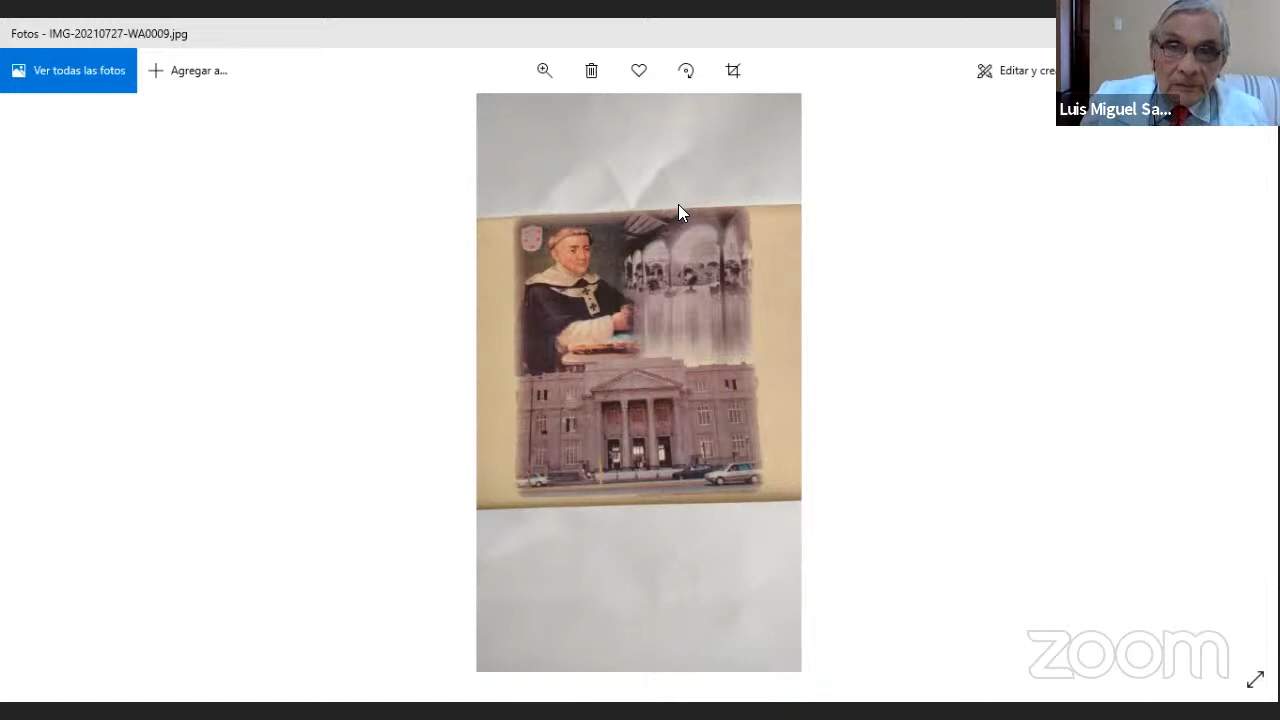 Fotos - IMG-20210727-WA0009.jpg
Ver todas las fotos
Agregar a...
Editar y cre
Luis Miguel Sa...
zoom